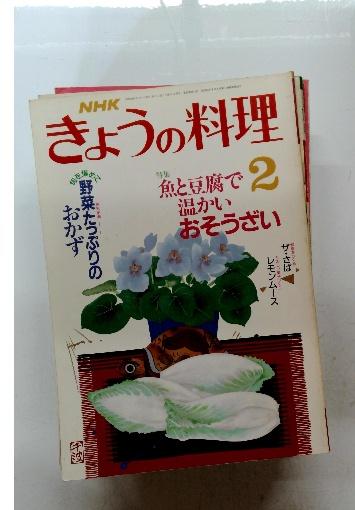 NHK
きょうの料理
2
特集
魚と豆腐で
温かい
おそうざい
野菜たっぷりの
おかず
ザ・さば
レモンムース